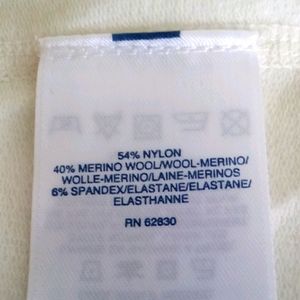 54% NYLON
40% MERINO WOOL/WOOL-MERINO/
WOLLE-MERINO/LAINE-MERINOS
6% SPANDEX/ELASTANE/ELASTANE/
ELASTHANNE
RN 62830